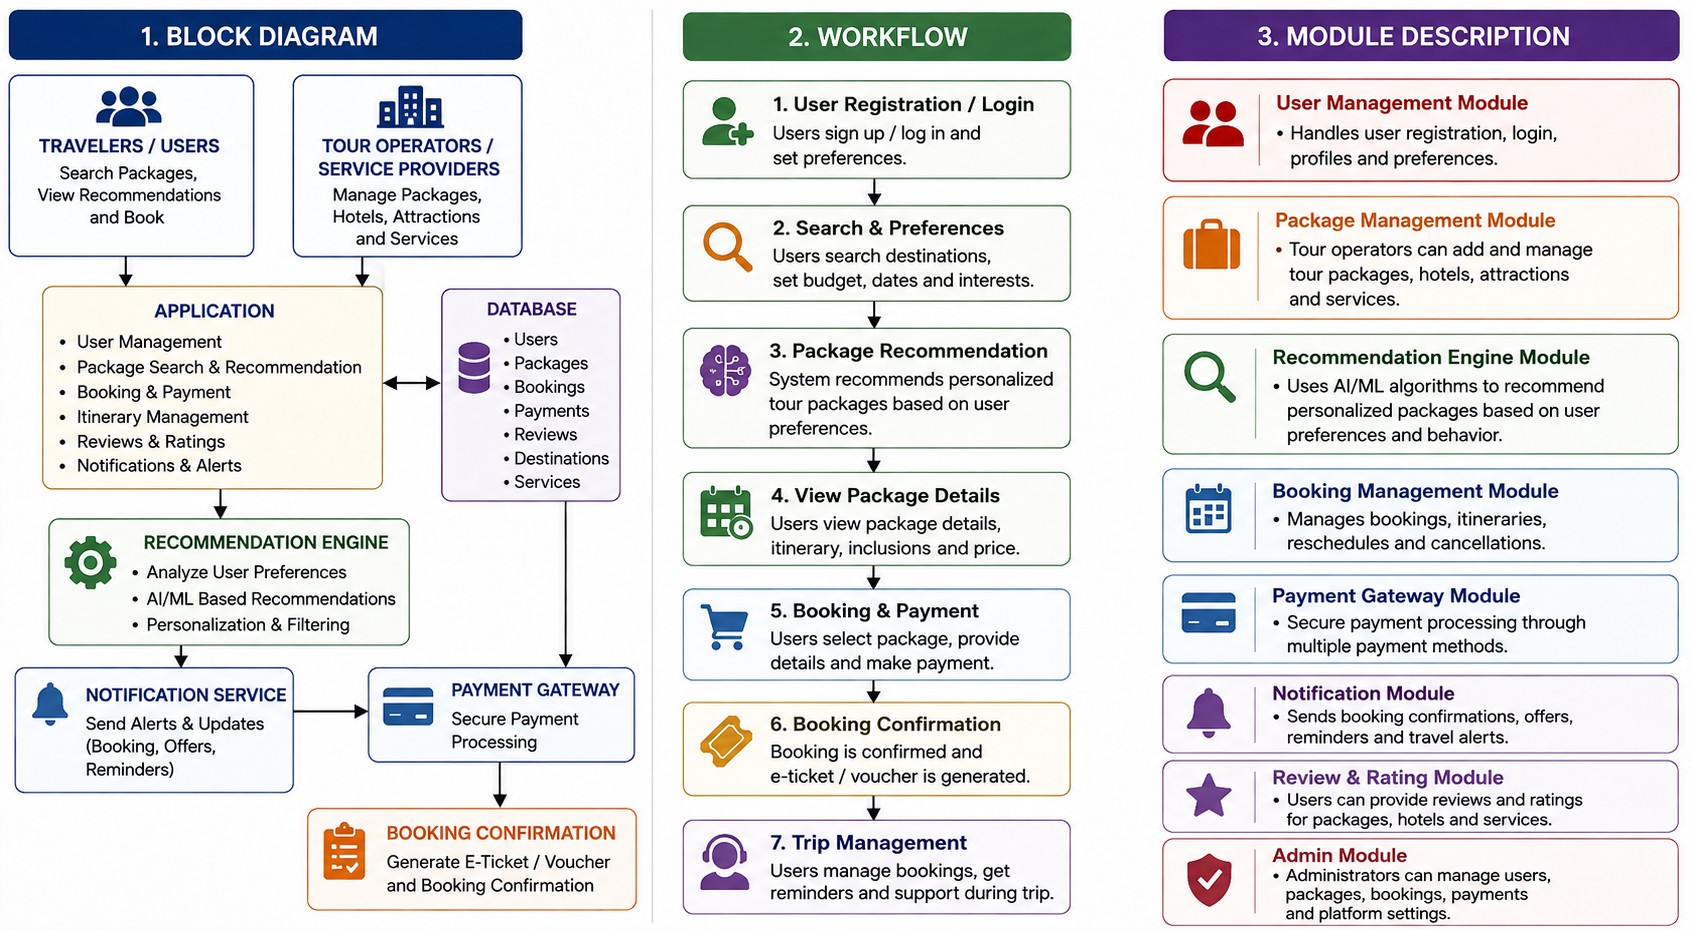 1. BLOCK DIAGRAM
TRAVELERS / USERS
Search Packages,
View Recommendations
and Book
TOUR OPERATORS /
SERVICE PROVIDERS
Manage Packages,
Hotels, Attractions
and Services
APPLICATION
• User Management
• Package Search & Recommendation
• Booking & Payment
• Itinerary Management
• Reviews & Ratings
• Notifications & Alerts
DATABASE
• Users
• Packages
• Bookings
• Payments
• Reviews
• Destinations
• Services
RECOMMENDATION ENGINE
• Analyze User Preferences
• AI/ML Based Recommendations
• Personalization & Filtering
NOTIFICATION SERVICE
Send Alerts & Updates
(Booking, Offers,
Reminders)
PAYMENT GATEWAY
Secure Payment
Processing
BOOKING CONFIRMATION
Generate E-Ticket / Voucher
and Booking Confirmation
2. WORKFLOW
1. User Registration / Login
Users sign up / log in and
set preferences.
2. Search & Preferences
Users search destinations,
set budget, dates and interests.
3. Package Recommendation
System recommends personalized
tour packages based on user
preferences.
4. View Package Details
Users view package details,
itinerary, inclusions and price.
5. Booking & Payment
Users select package, provide
details and make payment.
6. Booking Confirmation
Booking is confirmed and
e-ticket / voucher is generated.
7. Trip Management
Users manage bookings, get
reminders and support during trip.
3. MODULE DESCRIPTION
User Management Module
• Handles user registration, login,
profiles and preferences.
Package Management Module
• Tour operators can add and manage
tour packages, hotels, attractions
and services.
Recommendation Engine Module
• Uses AI/ML algorithms to recommend
personalized packages based on user
preferences and behavior.
Booking Management Module
• Manages bookings, itineraries,
reschedules and cancellations.
Payment Gateway Module
• Secure payment processing through
multiple payment methods.
Notification Module
• Sends booking confirmations, offers,
reminders and travel alerts.
Review & Rating Module
• Users can provide reviews and ratings
for packages, hotels and services.
Admin Module
• Administrators can manage users,
packages, bookings, payments
and platform settings.